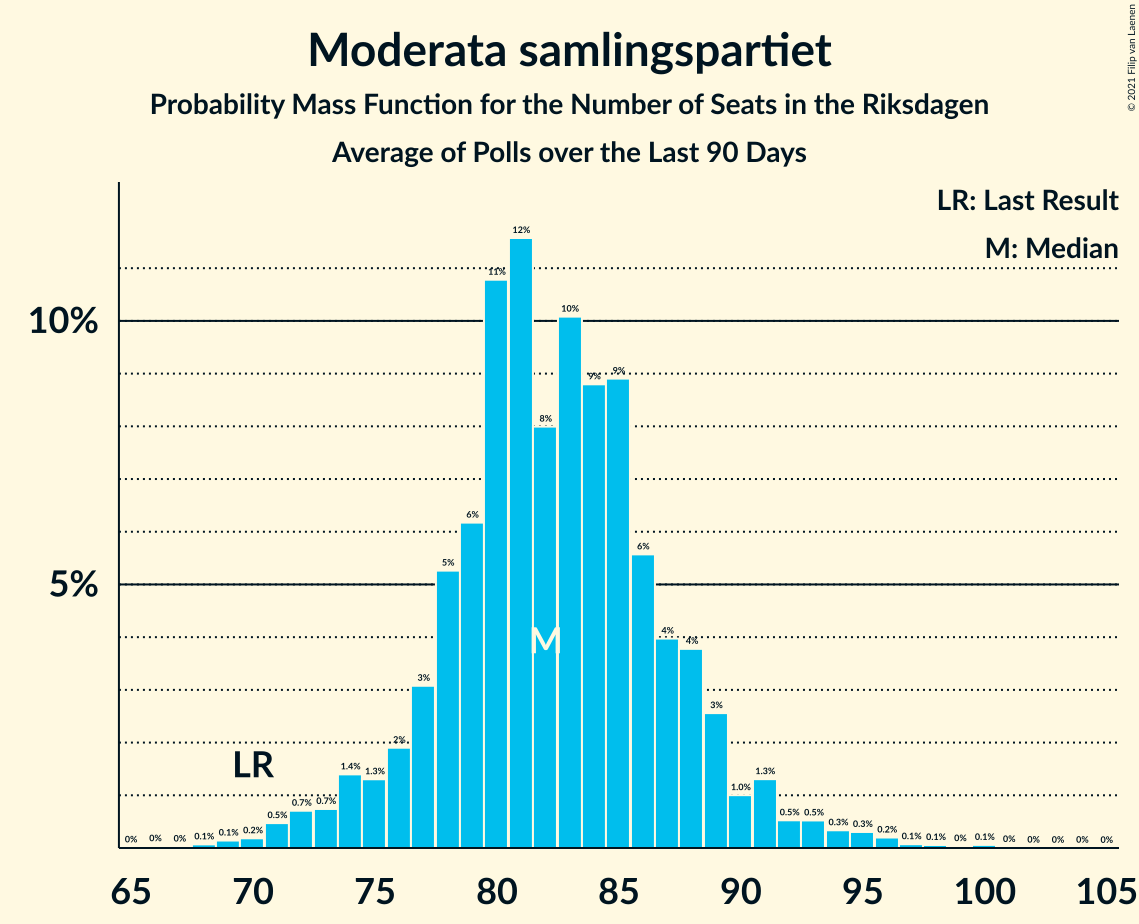 Moderata samlingspartiet
Probability Mass Function for the Number of Seats in the Riksdagen
Average of Polls over the Last 90 Days
© 2021 Filip van Laenen
LR: Last Result
M: Median
10%
5%
0% 0% 0% 0.1% 0.1% 0.2% 0.5% 0.7% 0.7% 1.4% 1.3% 2% 3% 5% 6% 11% 12% 8% 10% 9% 9% 6% 4% 4% 3% 1.0% 1.3% 0.5% 0.5% 0.3% 0.3% 0.2% 0.1% 0.1% 0% 0.1% 0% 0% 0% 0% 0%
LR
M
65 70 75 80 85 90 95 100 105